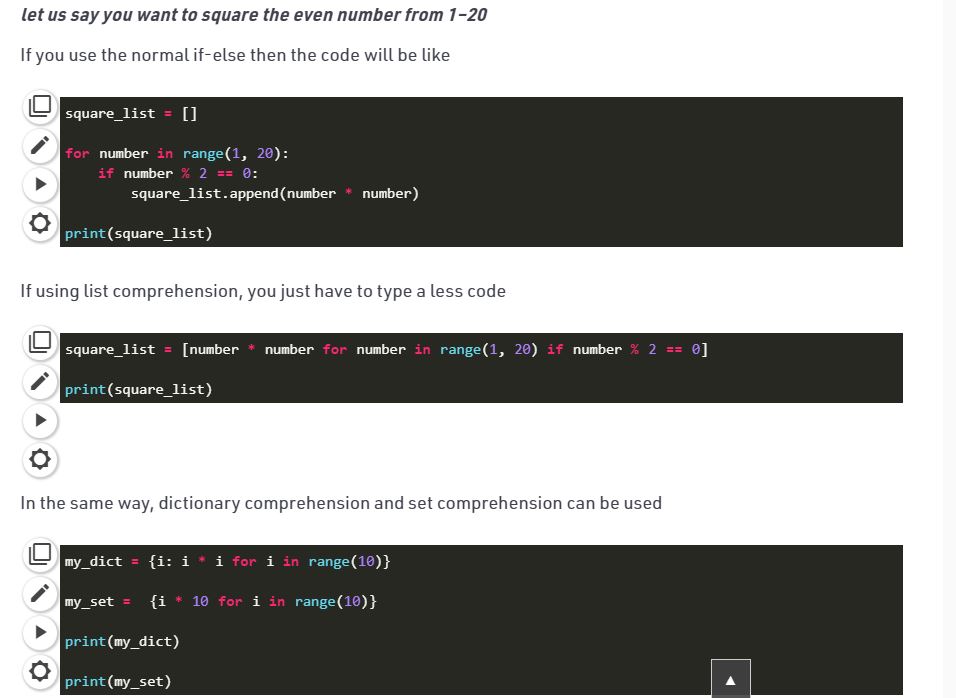 let us say you want to square the even number from 1-20
If you use the normal if-else then the code will be like
square_list = []
for number in range(1, 20):
    if number % 2 == 0:
        square_list.append(number * number)
print(square_list)
If using list comprehension, you just have to type a less code
square_list = [number * number for number in range(1, 20) if number % 2 == 0]
print(square_list)
In the same way, dictionary comprehension and set comprehension can be used
my_dict = {i: i * i for i in range(10)}
my_set =  {i * 10 for i in range(10)}
print(my_dict)
print(my_set)